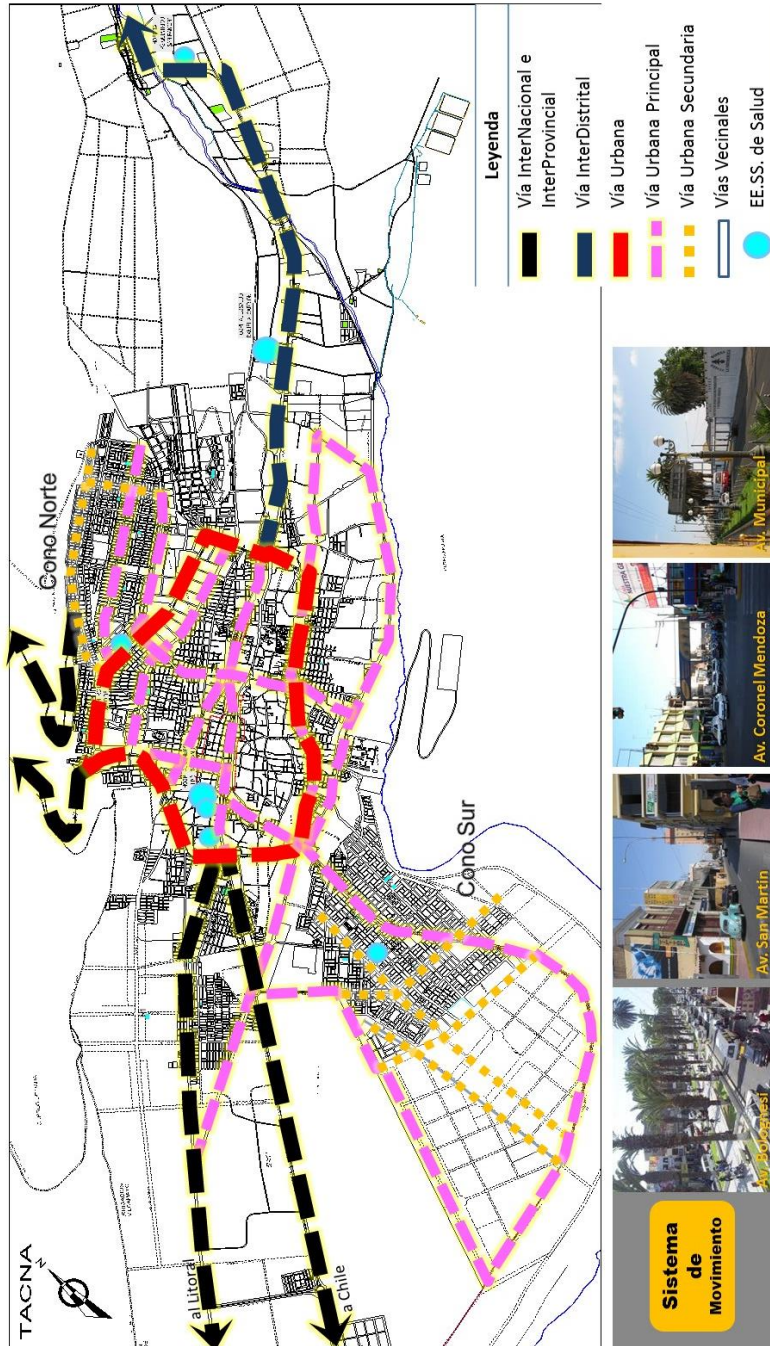 TACNA
N
al Litoral
a Chile
Cono Norte
Cono Sur
Leyenda
Vía InterNacional e
InterProvincial
Vía InterDistrital
Vía Urbana
Vía Urbana Principal
Vía Urbana Secundaria
Vías Vecinales
EE.SS. de Salud
Sistema
de
Movimiento
Av. Bolognesi
Av. San Martin
Av. Coronel Mendoza
Av. Municipal